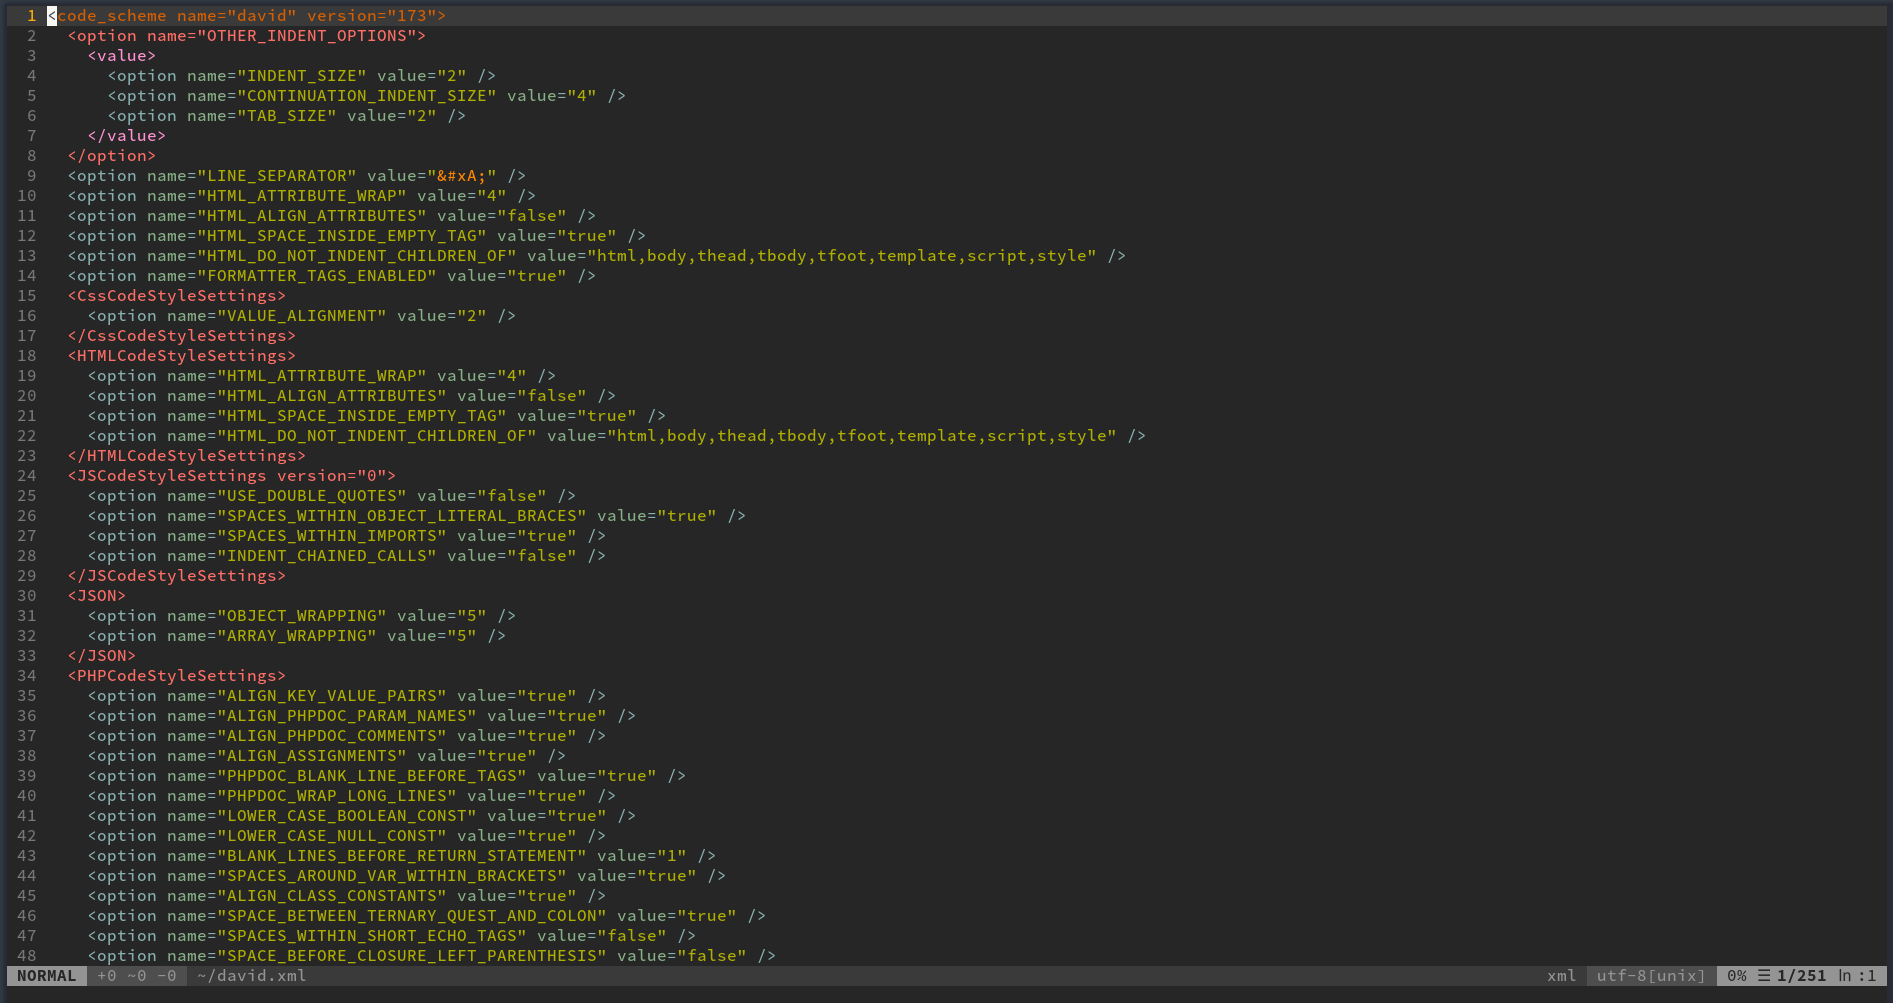 1 <code_scheme name="david" version="173">
2   <option name="OTHER_INDENT_OPTIONS">
3     <value>
4       <option name="INDENT_SIZE" value="2" />
5       <option name="CONTINUATION_INDENT_SIZE" value="4" />
6       <option name="TAB_SIZE" value="2" />
7     </value>
8   </option>
9   <option name="LINE_SEPARATOR" value="&#xA;" />
10   <option name="HTML_ATTRIBUTE_WRAP" value="4" />
11   <option name="HTML_ALIGN_ATTRIBUTES" value="false" />
12   <option name="HTML_SPACE_INSIDE_EMPTY_TAG" value="true" />
13   <option name="HTML_DO_NOT_INDENT_CHILDREN_OF" value="html,body,thead,tbody,tfoot,template,script,style" />
14   <option name="FORMATTER_TAGS_ENABLED" value="true" />
15   <CssCodeStyleSettings>
16     <option name="VALUE_ALIGNMENT" value="2" />
17   </CssCodeStyleSettings>
18   <HTMLCodeStyleSettings>
19     <option name="HTML_ATTRIBUTE_WRAP" value="4" />
20     <option name="HTML_ALIGN_ATTRIBUTES" value="false" />
21     <option name="HTML_SPACE_INSIDE_EMPTY_TAG" value="true" />
22     <option name="HTML_DO_NOT_INDENT_CHILDREN_OF" value="html,body,thead,tbody,tfoot,template,script,style" />
23   </HTMLCodeStyleSettings>
24   <JSCodeStyleSettings version="0">
25     <option name="USE_DOUBLE_QUOTES" value="false" />
26     <option name="SPACES_WITHIN_OBJECT_LITERAL_BRACES" value="true" />
27     <option name="SPACES_WITHIN_IMPORTS" value="true" />
28     <option name="INDENT_CHAINED_CALLS" value="false" />
29   </JSCodeStyleSettings>
30   <JSON>
31     <option name="OBJECT_WRAPPING" value="5" />
32     <option name="ARRAY_WRAPPING" value="5" />
33   </JSON>
34   <PHPCodeStyleSettings>
35     <option name="ALIGN_KEY_VALUE_PAIRS" value="true" />
36     <option name="ALIGN_PHPDOC_PARAM_NAMES" value="true" />
37     <option name="ALIGN_PHPDOC_COMMENTS" value="true" />
38     <option name="ALIGN_ASSIGNMENTS" value="true" />
39     <option name="PHPDOC_BLANK_LINE_BEFORE_TAGS" value="true" />
40     <option name="PHPDOC_WRAP_LONG_LINES" value="true" />
41     <option name="LOWER_CASE_BOOLEAN_CONST" value="true" />
42     <option name="LOWER_CASE_NULL_CONST" value="true" />
43     <option name="BLANK_LINES_BEFORE_RETURN_STATEMENT" value="1" />
44     <option name="SPACES_AROUND_VAR_WITHIN_BRACKETS" value="true" />
45     <option name="ALIGN_CLASS_CONSTANTS" value="true" />
46     <option name="SPACE_BETWEEN_TERNARY_QUEST_AND_COLON" value="true" />
47     <option name="SPACES_WITHIN_SHORT_ECHO_TAGS" value="false" />
48     <option name="SPACE_BEFORE_CLOSURE_LEFT_PARENTHESIS" value="false" />
NORMAL +0 ~0 -0 ~/david.xml xml utf-8[unix] 0% ☰ 1/251 ln :1